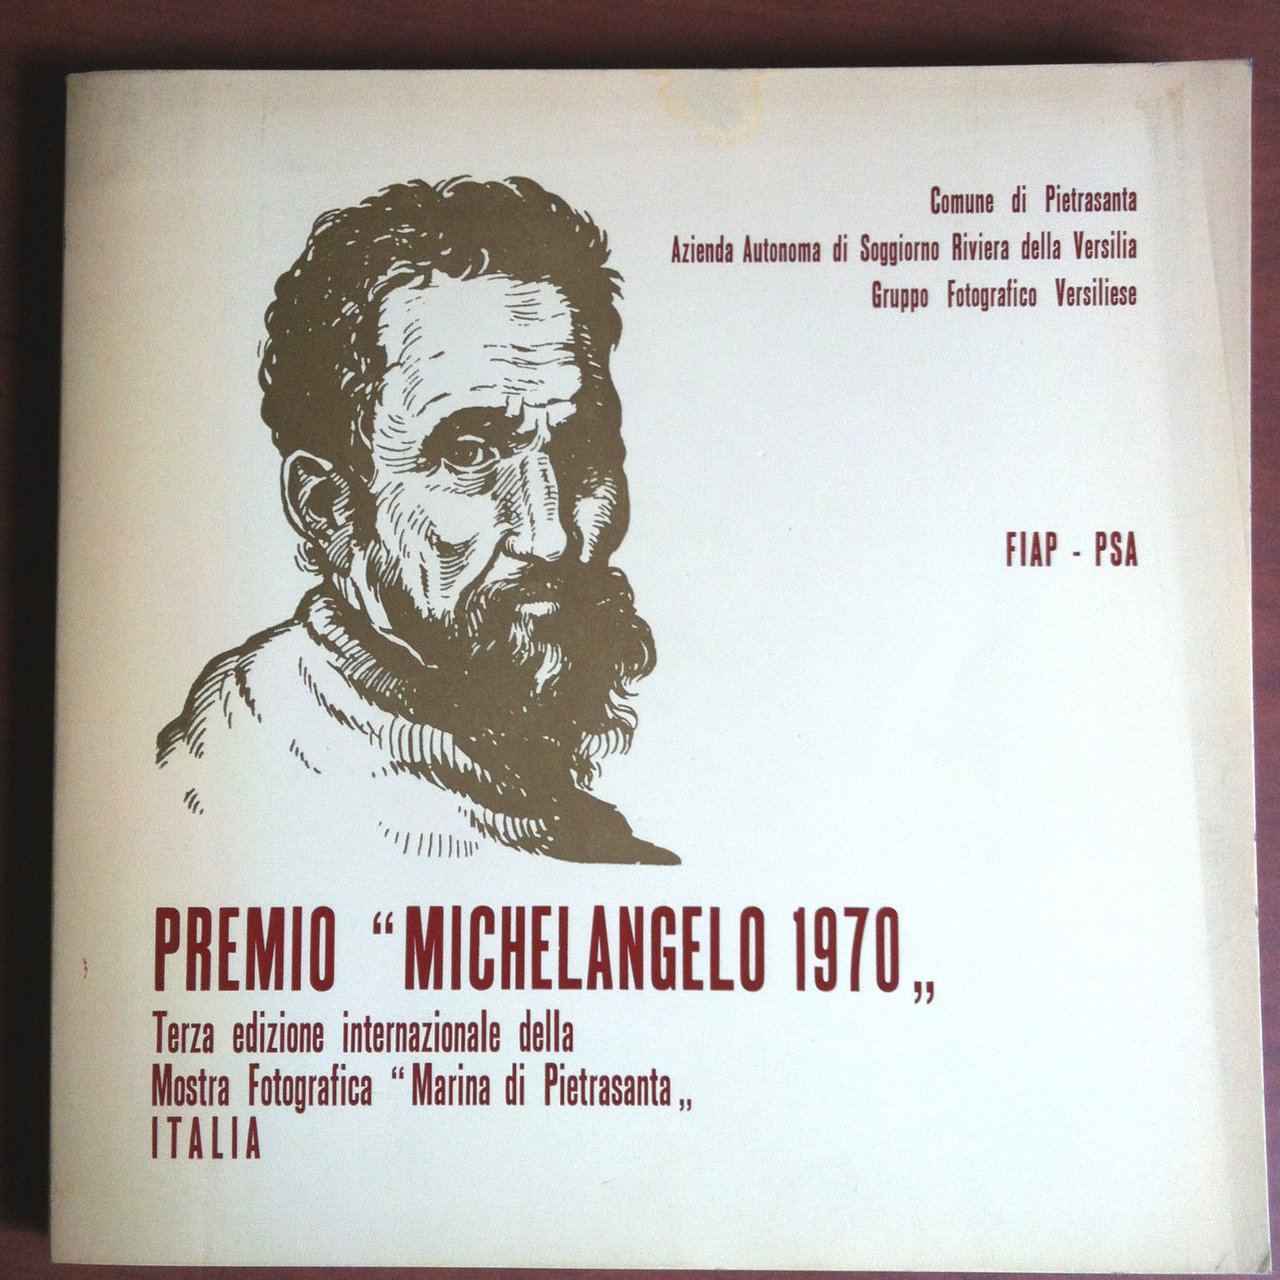 Comune di Pietrasanta
Azienda Autonoma di Soggiorno Riviera della Versilia
Gruppo Fotografico Versiliese
FIAP - PSA
PREMIO “ MICHELANGELO 1970 „
Terza edizione internazionale della
Mostra Fotografica “ Marina di Pietrasanta „
ITALIA